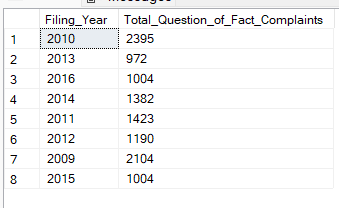 Messages
Filing_Year Total_Question_of_Fact_Complaints
1 2010 2395
2 2013 972
3 2016 1004
4 2014 1382
5 2011 1423
6 2012 1190
7 2009 2104
8 2015 1004